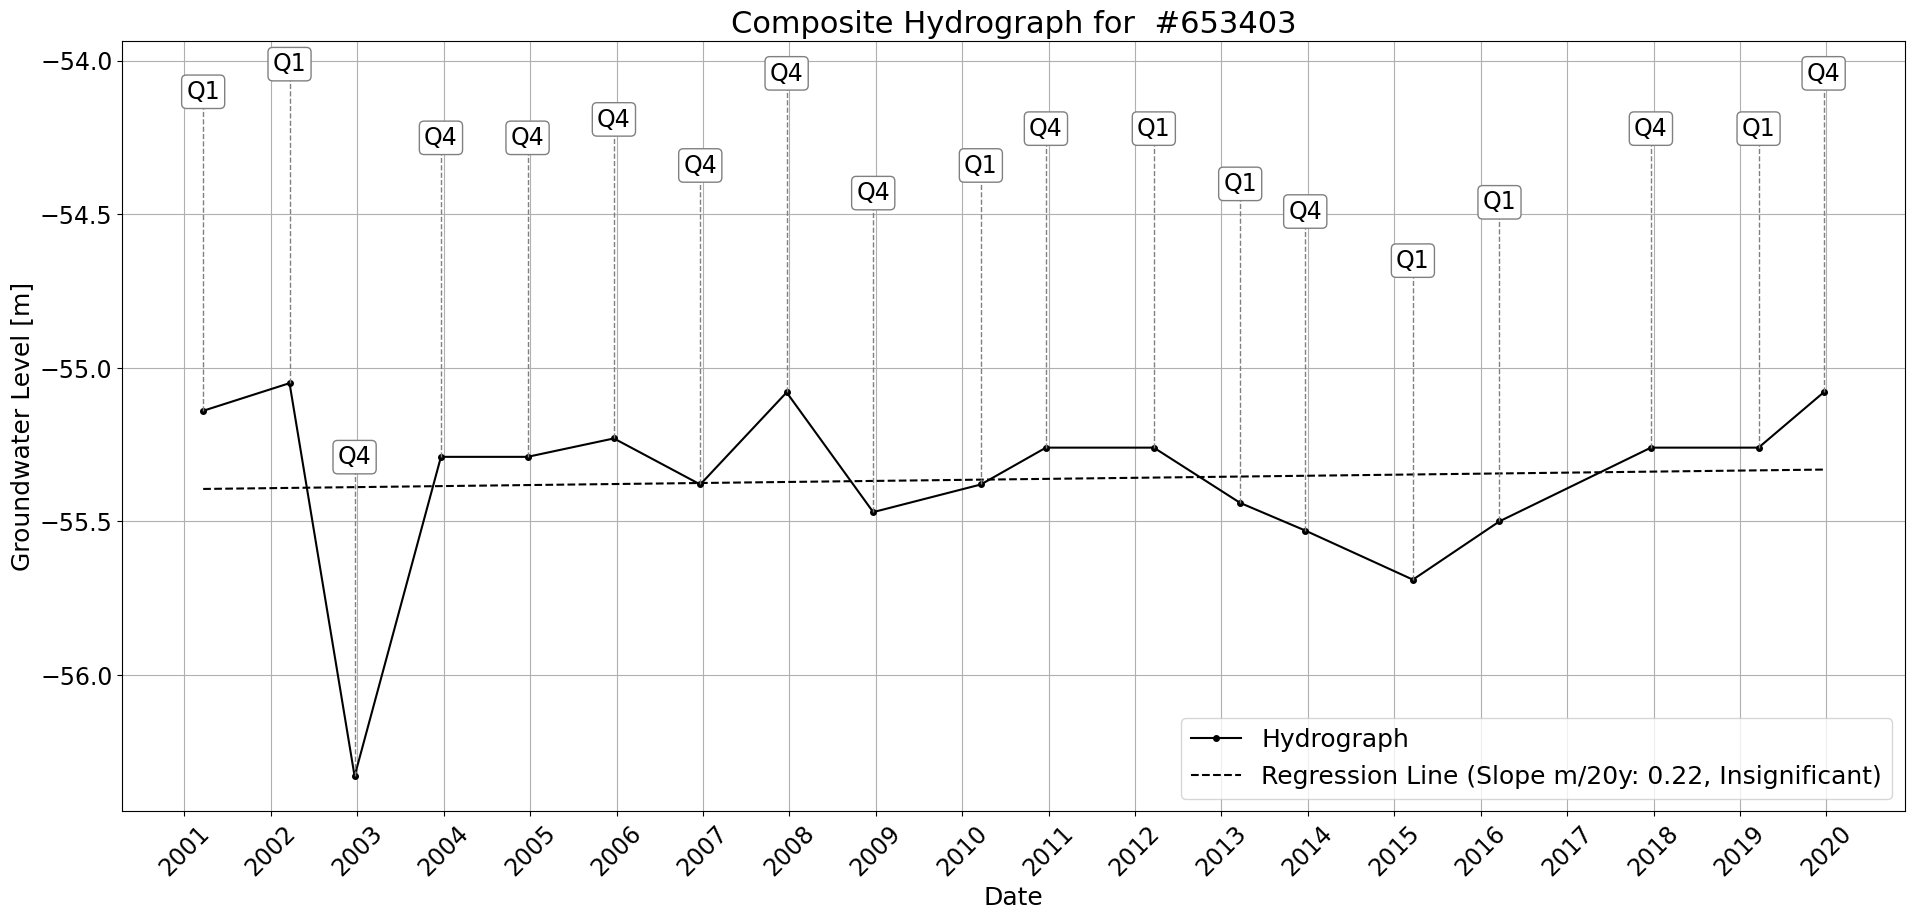 Composite Hydrograph for  #653403
Groundwater Level [m]
−54.0
−54.5
−55.0
−55.5
−56.0
Q1
Q1
Q4
Q4
Q4
Q4
Q4
Q4
Q4
Q1
Q4
Q1
Q1
Q4
Q1
Q1
Q4
Q1
Q4
Hydrograph
Regression Line (Slope m/20y: 0.22, Insignificant)
2001
2002
2003
2004
2005
2006
2007
2008
2009
2010
2011
2012
2013
2014
2015
2016
2017
2018
2019
2020
Date